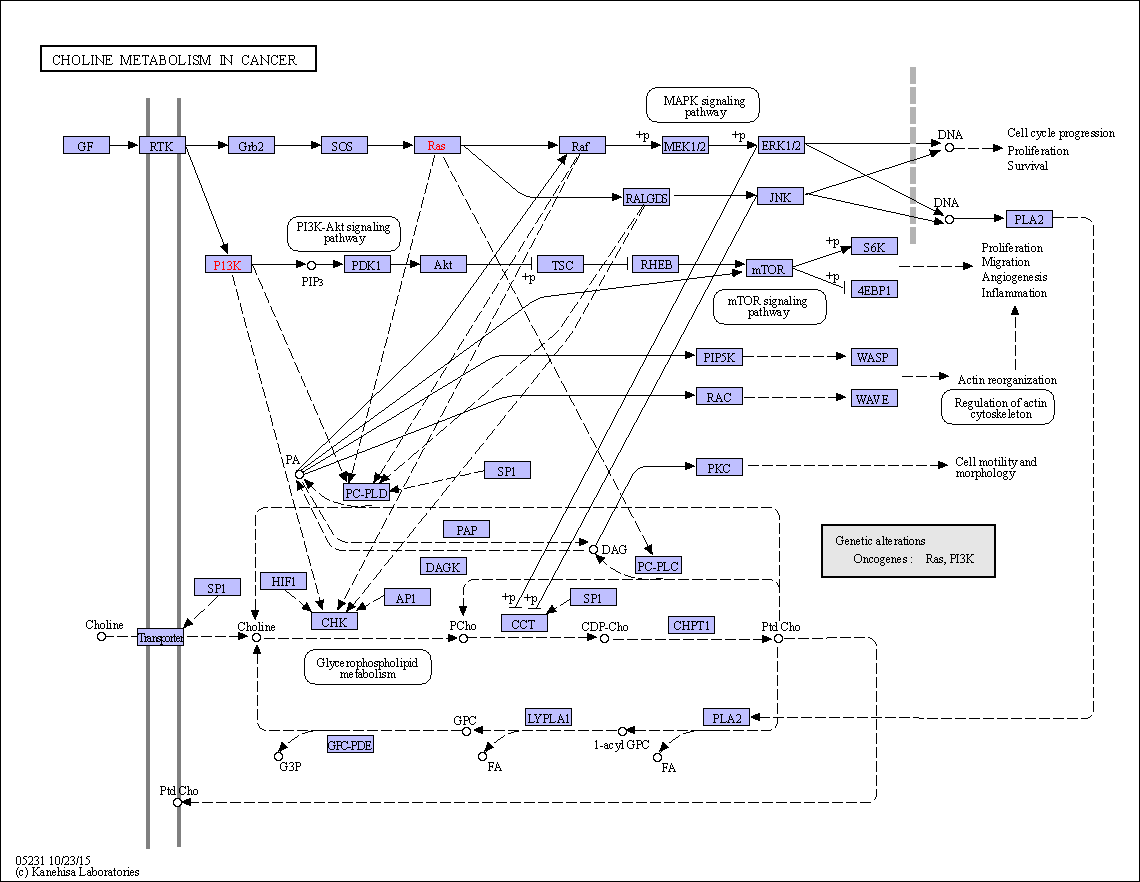 CHOLINE METABOLISM IN CANCER
MAPK signaling
pathway
GF
RTK
Grb2
SOS
Ras
Raf
+p
MEK1/2
+p
ERK1/2
DNA
Cell cycle progression
Proliferation
Survival
RALGDS
JNK
DNA
PLA2
PI3K-Akt signaling
pathway
P13K
PIP3
PDK1
Akt
+p
TSC
RHEB
mTOR
+p
S6K
+p
4EBP1
Proliferation
Migration
Angiogenesis
Inflammation
mTOR signaling
pathway
PIP5K
WASP
RAC
WAVE
Actin reorganization
Regulation of actin
cytoskeleton
PA
PC-PLD
SP1
PKC
Cell motility and
morphology
PAP
DAG
DAGK
PC-PLC
Genetic alterations
Oncogenes : Ras, PI3K
SP1
HIF1
AP1
CHK
+p
+p
SP1
CCT
Choline
Transporter
Choline
PCho
CDP-Cho
CHPT1
Ptd Cho
Glycerophospholipid
metabolism
GPC
LYPLA1
PLA2
GPC-PDE
1-acyl GPC
G3P
FA
FA
Ptd Cho
05231 10/23/15
(c) Kanehisa Laboratories